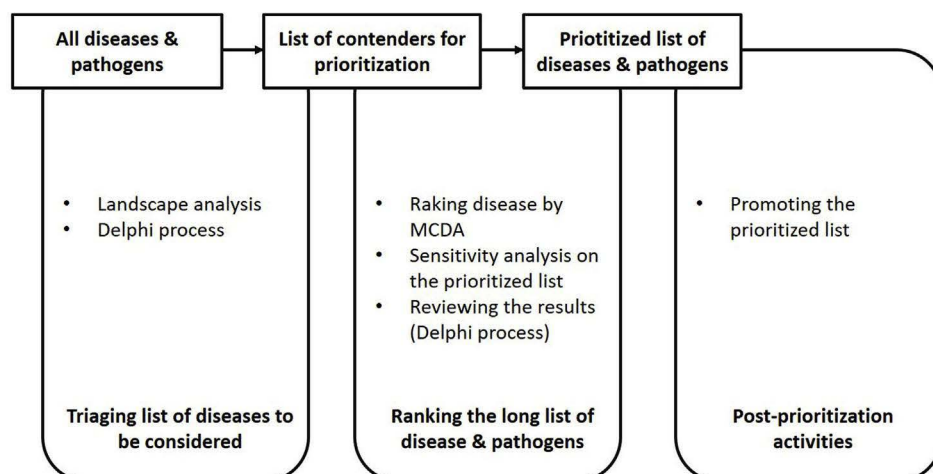 All diseases &
pathogens
List of contenders for
prioritization
Priotitized list of
diseases & pathogens
• Landscape analysis
• Delphi process
Triaging list of diseases to
be considered
• Raking disease by
MCDA
• Sensitivity analysis on
the prioritized list
• Reviewing the results
(Delphi process)
Ranking the long list of
disease & pathogens
• Promoting the
prioritized list
Post-prioritization
activities